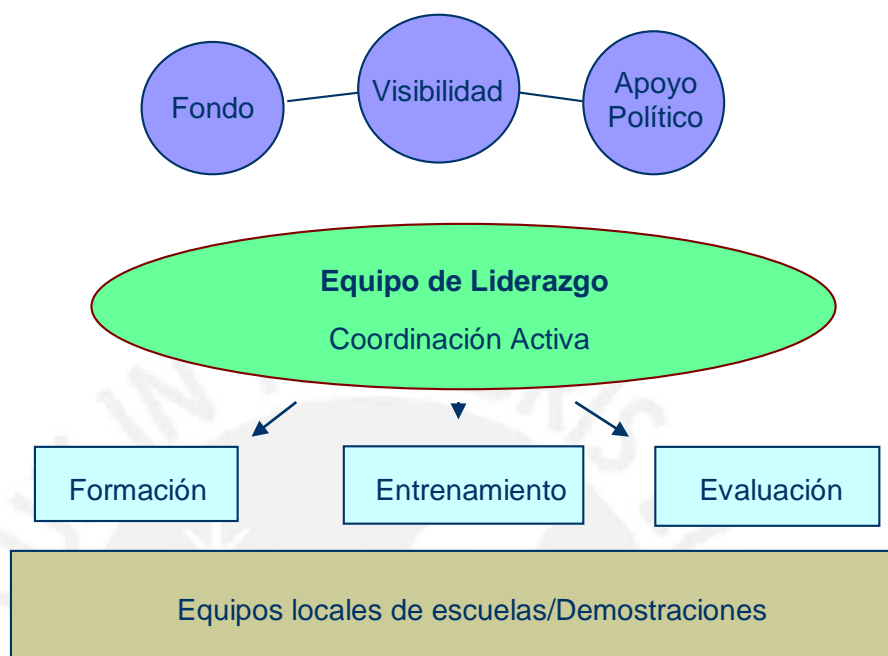 Fondo
Visibilidad
Apoyo
Político
Equipo de Liderazgo
Coordinación Activa
Formación
Entrenamiento
Evaluación
Equipos locales de escuelas/Demostraciones